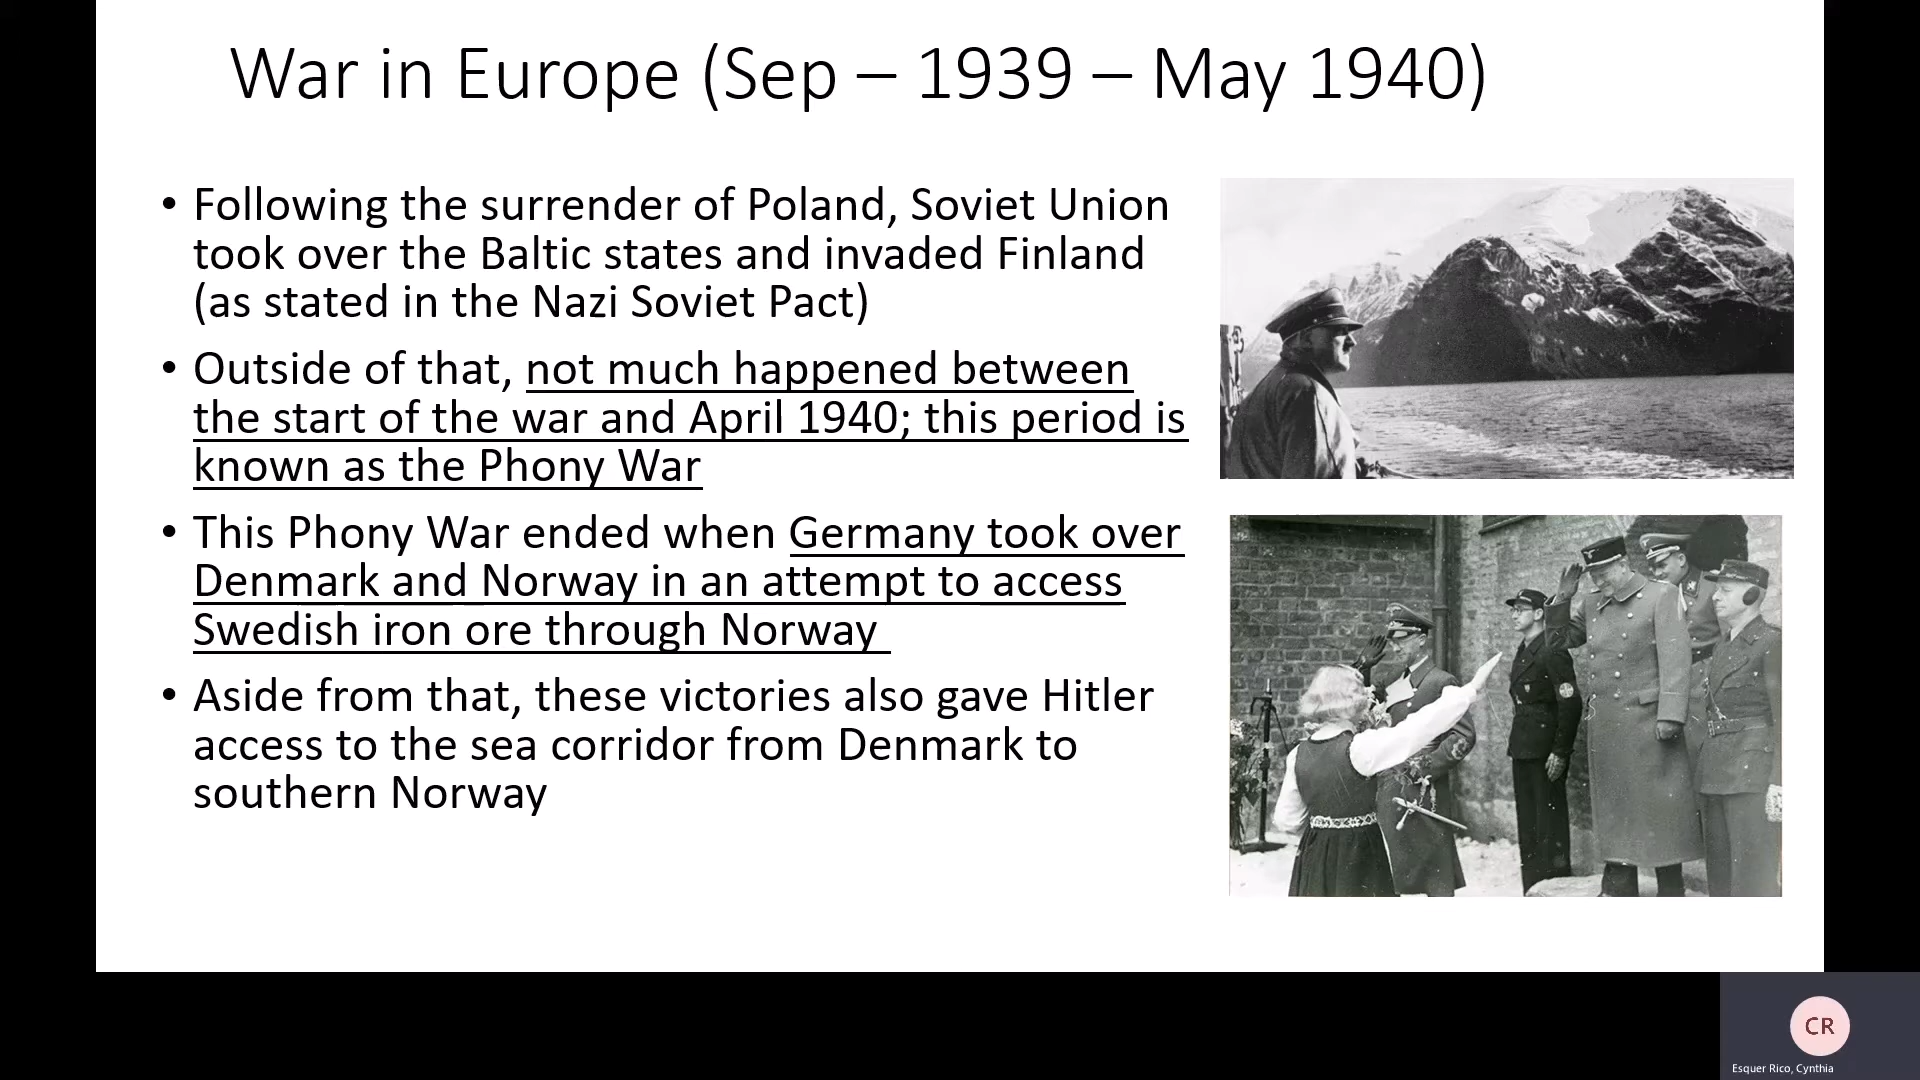 War in Europe (Sep – 1939 – May 1940)
• Following the surrender of Poland, Soviet Union
took over the Baltic states and invaded Finland
(as stated in the Nazi Soviet Pact)
• Outside of that, not much happened between
the start of the war and April 1940; this period is
known as the Phony War
• This Phony War ended when Germany took over
Denmark and Norway in an attempt to access
Swedish iron ore through Norway
• Aside from that, these victories also gave Hitler
access to the sea corridor from Denmark to
southern Norway
CR
Esquer Rico, Cynthia